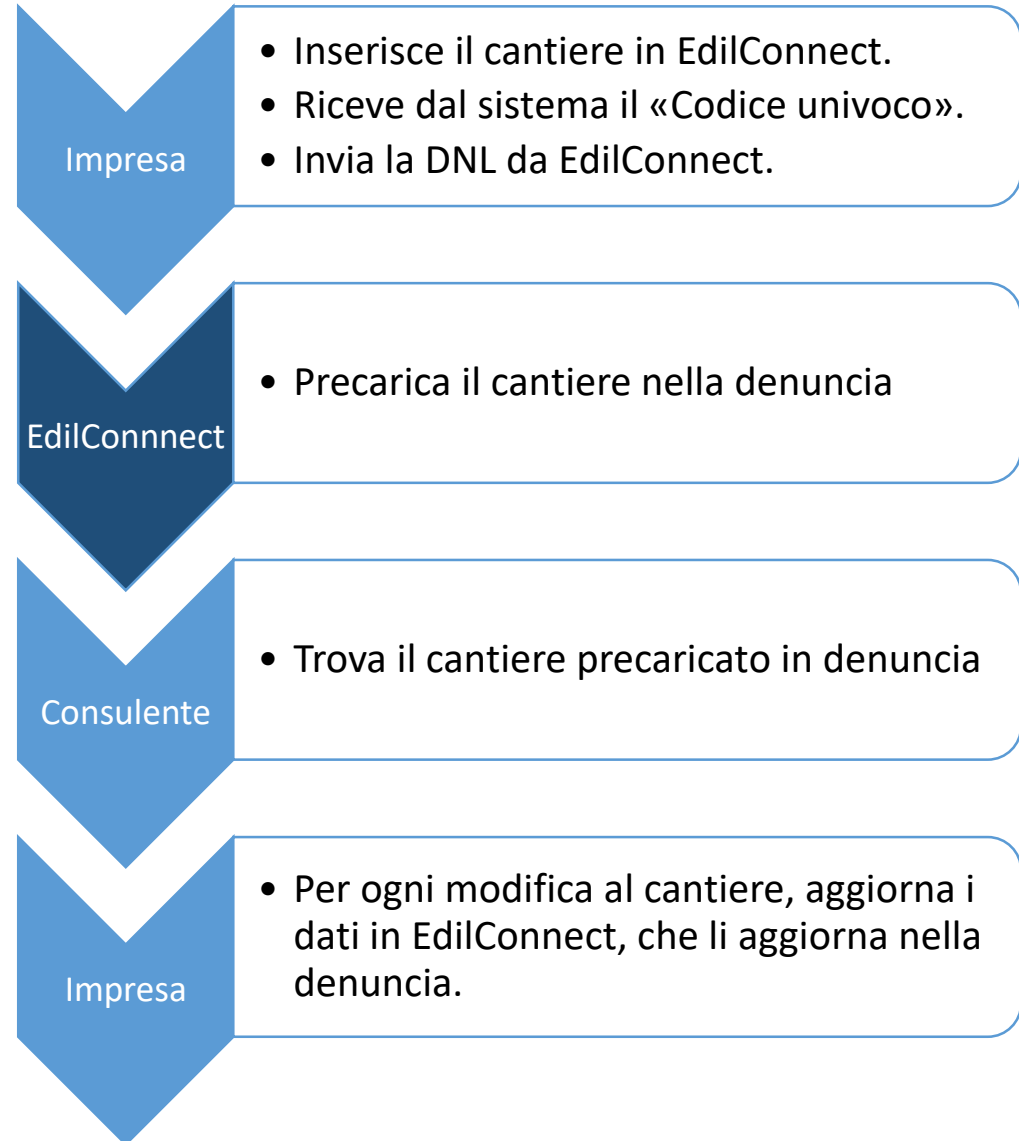 Impresa
• Inserisce il cantiere in EdilConnect.
• Riceve dal sistema il «Codice univoco».
• Invia la DNL da EdilConnect.
EdilConnnect
• Precarica il cantiere nella denuncia
Consulente
• Trova il cantiere precaricato in denuncia
Impresa
• Per ogni modifica al cantiere, aggiorna i
dati in EdilConnect, che li aggiorna nella
denuncia.